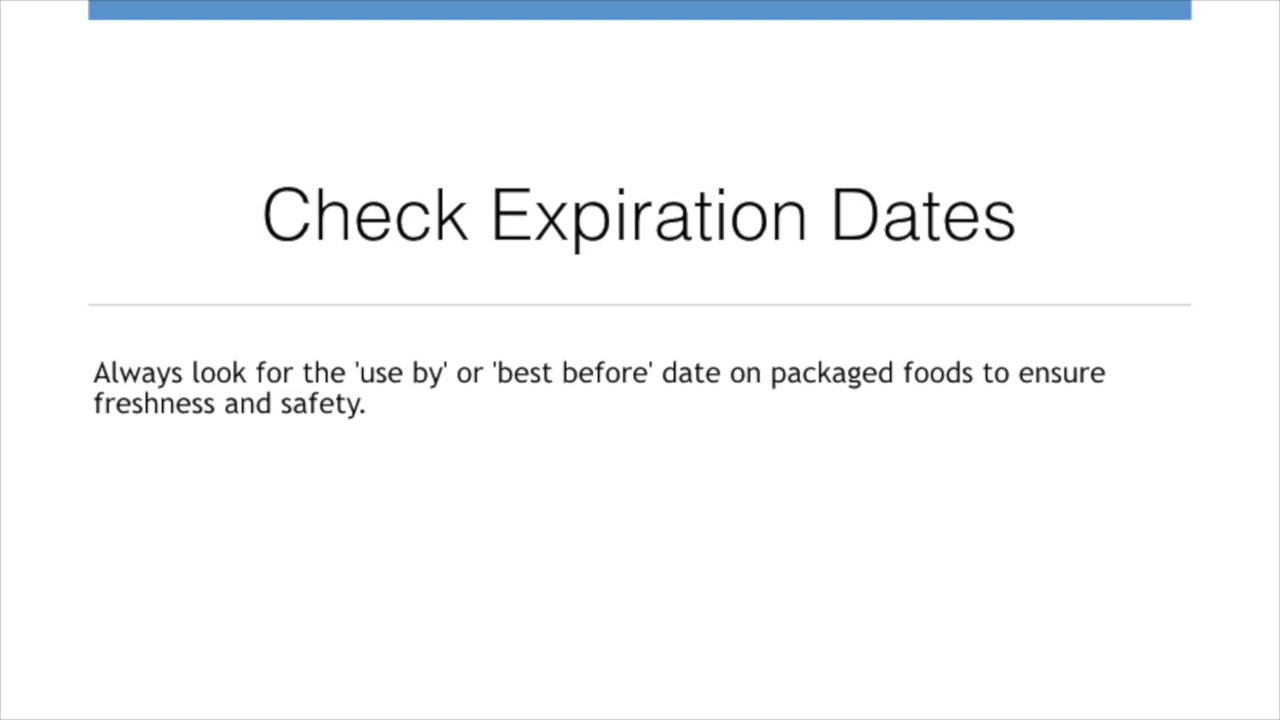 Check Expiration Dates
Always look for the 'use by' or 'best before' date on packaged foods to ensure
freshness and safety.